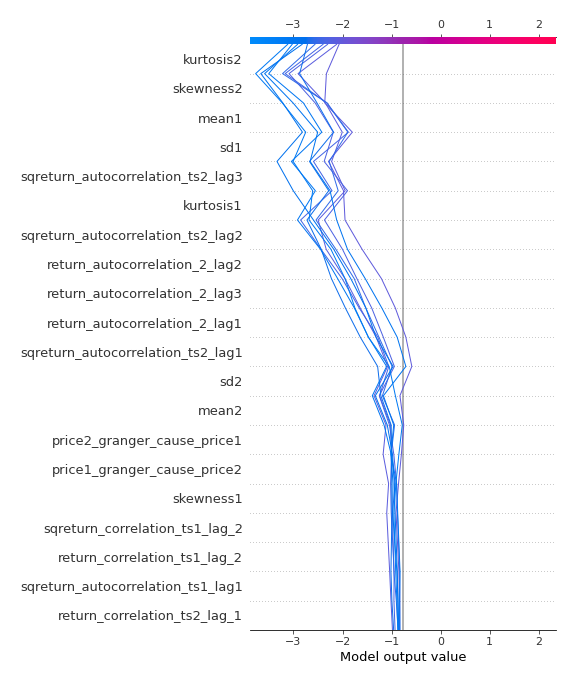 −3 −2 −1 0 1 2
kurtosis2
skewness2
mean1
sd1
sqreturn_autocorrelation_ts2_lag3
kurtosis1
sqreturn_autocorrelation_ts2_lag2
return_autocorrelation_2_lag2
return_autocorrelation_2_lag3
return_autocorrelation_2_lag1
sqreturn_autocorrelation_ts2_lag1
sd2
mean2
price2_granger_cause_price1
price1_granger_cause_price2
skewness1
sqreturn_correlation_ts1_lag_2
return_correlation_ts1_lag_2
sqreturn_autocorrelation_ts1_lag1
return_correlation_ts2_lag_1
−3 −2 −1 0 1 2
Model output value